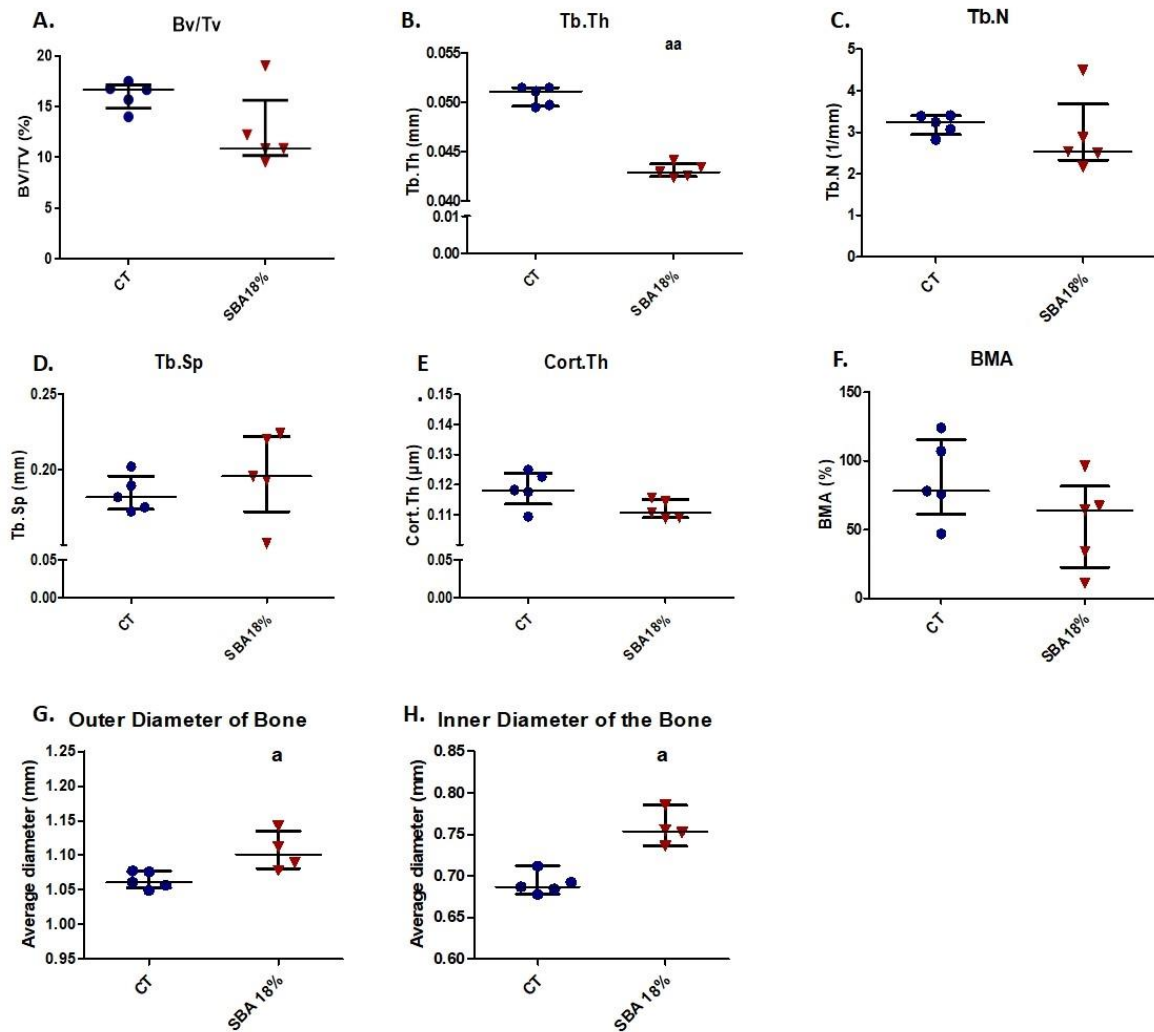 A.
Bv/Tv
BV/TV (%)
20
15
10
5
0
CT
SBA18%
B.
Tb.Th
aa
Tb.Th (mm)
0.055
0.050
0.045
0.040
0.01
0.00
CT
SBA18%
C.
Tb.N
Tb.N (1/mm)
5
4
3
2
1
0
CT
SBA18%
D.
Tb.Sp
Tb.Sp (mm)
0.25
0.20
0.05
0.00
CT
SBA18%
E
.
Cort.Th
Cort.Th (µm)
0.15
0.14
0.13
0.12
0.11
0.05
0.00
CT
SBA18%
F.
BMA
BMA (%)
150
100
50
0
CT
SBA18%
G.
Outer Diameter of Bone
a
Average diameter (mm)
1.25
1.20
1.15
1.10
1.05
1.00
0.95
CT
SBA 18%
H.
Inner Diameter of the Bone
a
Average diameter (mm)
0.85
0.80
0.75
0.70
0.65
0.60
CT
SBA 18%